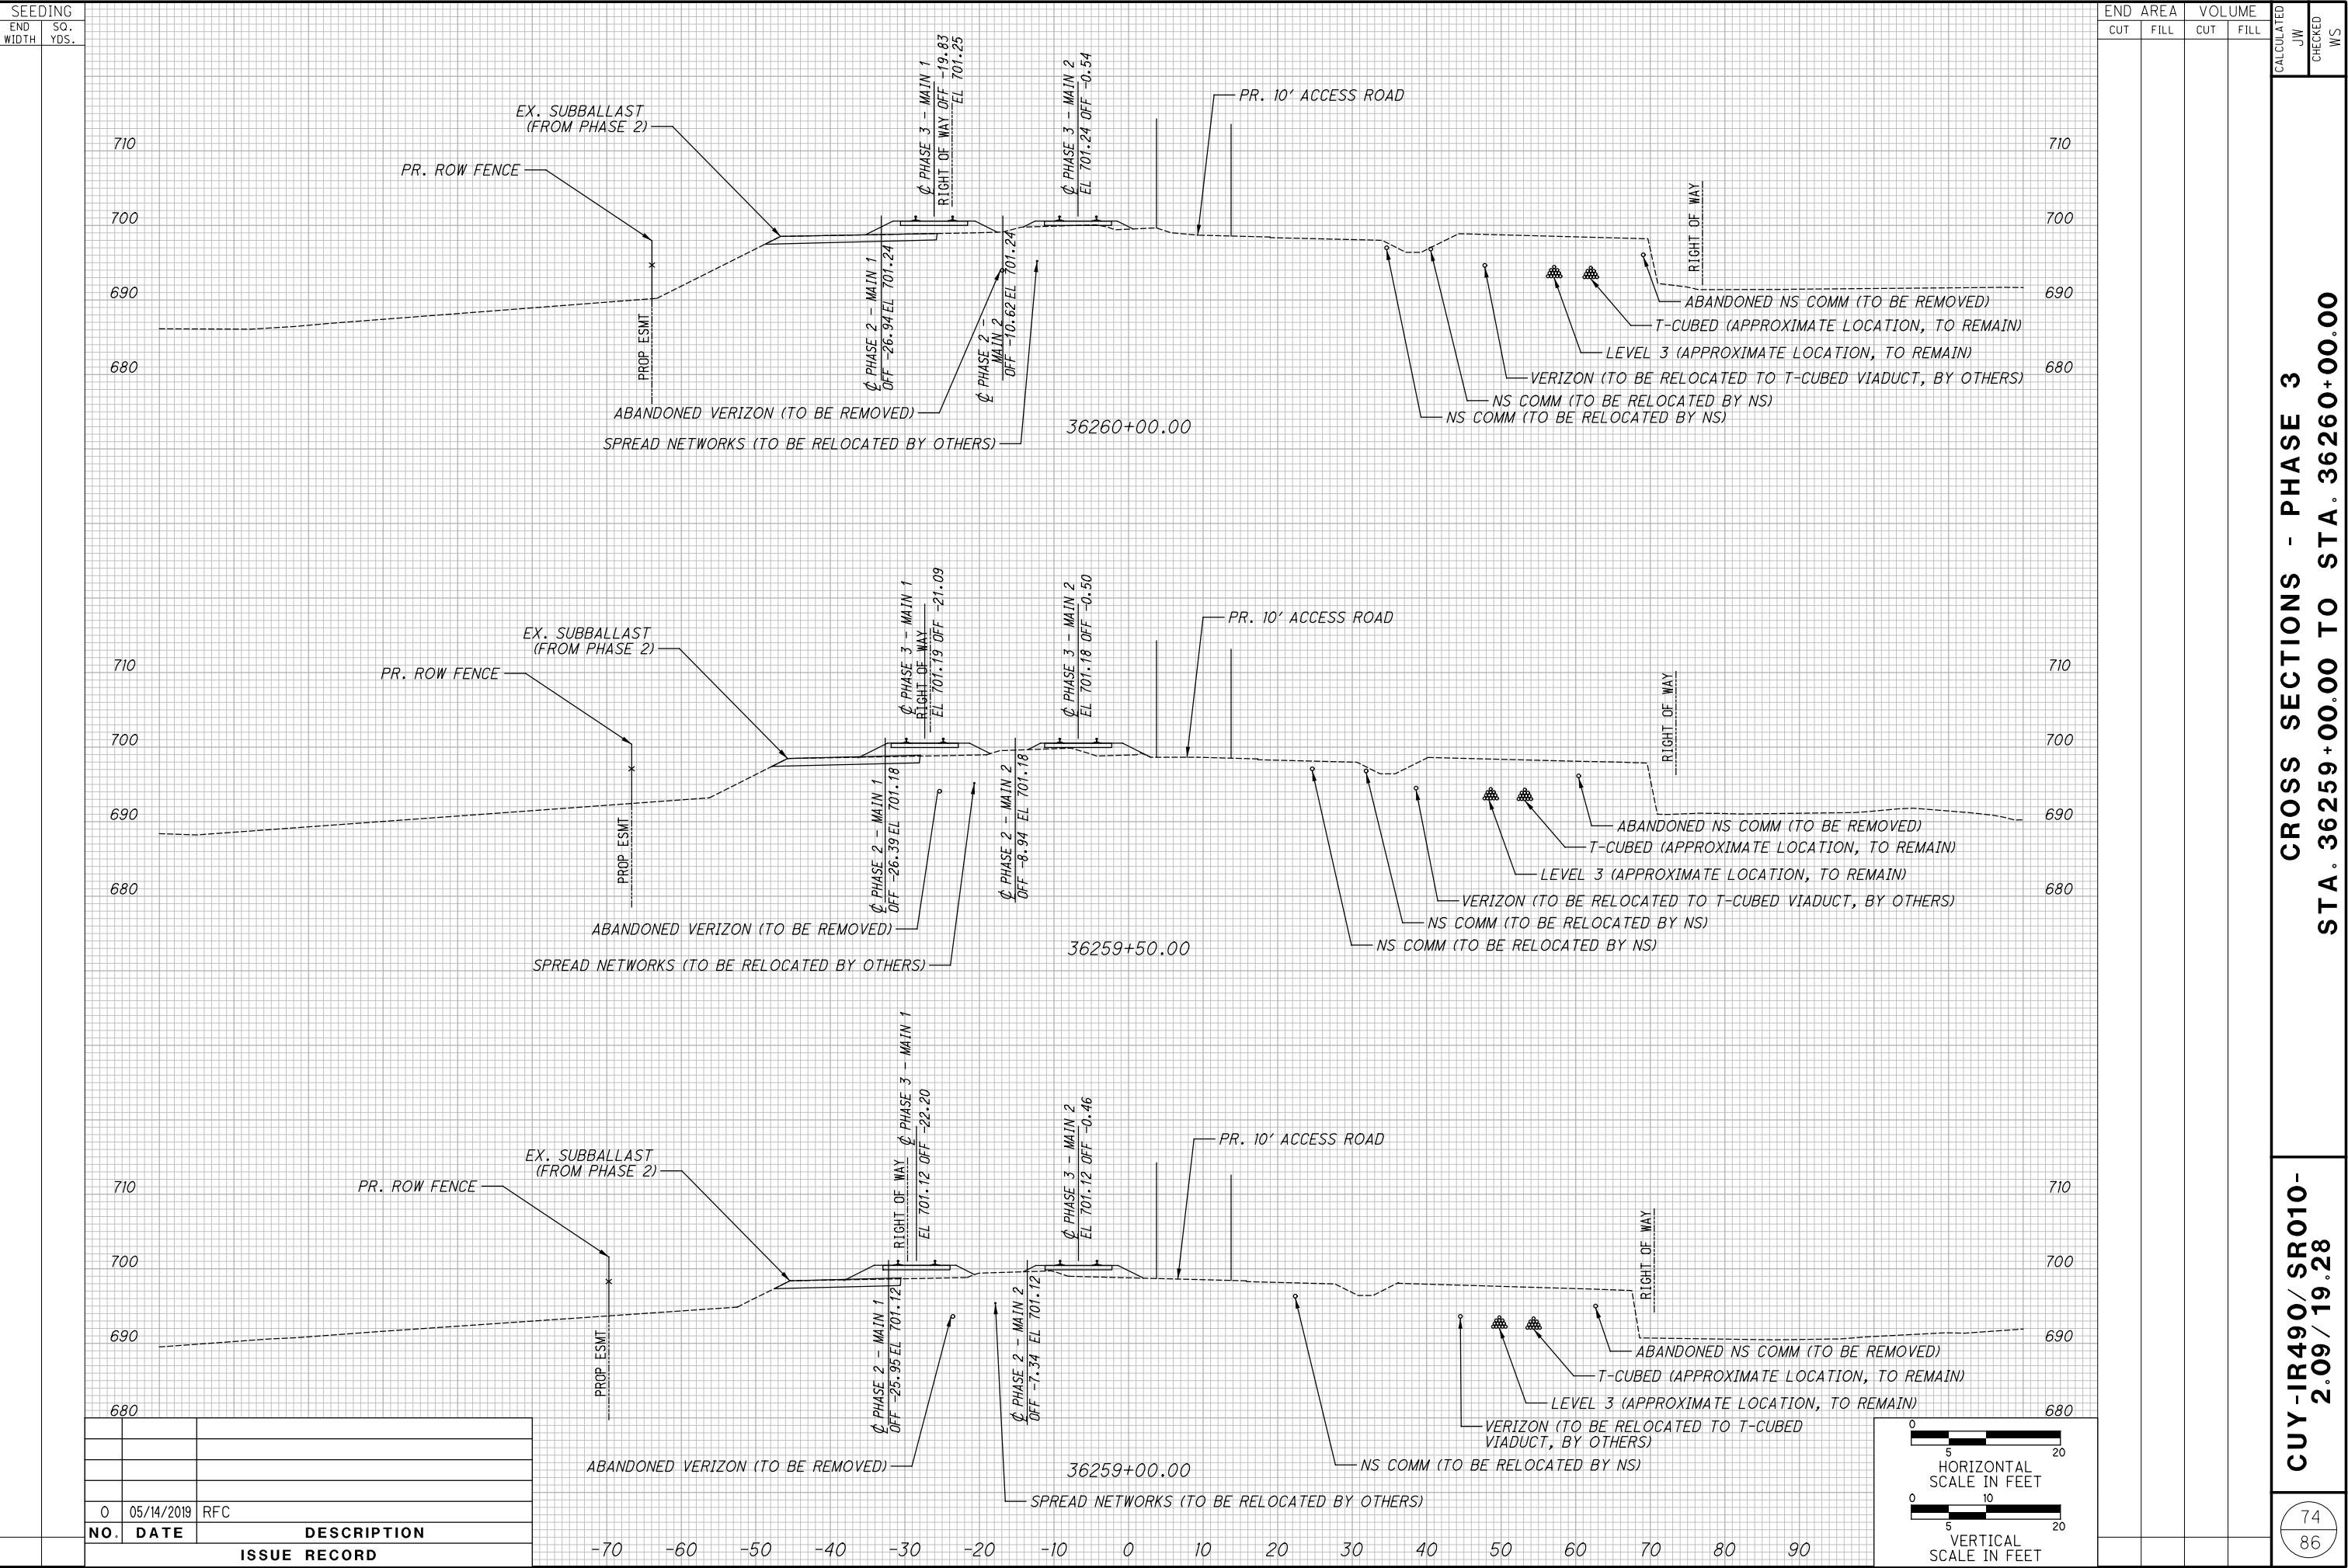 SEEDING
END WIDTH
SQ. YDS.
END AREA
VOLUME
CUT
FILL
CUT
FILL
CALCULATED
JW
CHECKED
WS
EX. SUBBALLAST
(FROM PHASE 2)
PR. ROW FENCE
℄ PHASE 3 - MAIN 1
RIGHT OF WAY OFF -19.83
EL 701.25
℄ PHASE 3 - MAIN 2
EL 701.24 OFF -0.54
PR. 10' ACCESS ROAD
RIGHT OF WAY
710
700
690
680
710
700
690
680
PROP ESMT
℄ PHASE 2 - MAIN 1
OFF -26.94 EL 701.24
℄ PHASE 2 -
MAIN 2
OFF -10.62 EL 701.24
ABANDONED VERIZON (TO BE REMOVED)
SPREAD NETWORKS (TO BE RELOCATED BY OTHERS)
36260+00.00
ABANDONED NS COMM (TO BE REMOVED)
T-CUBED (APPROXIMATE LOCATION, TO REMAIN)
LEVEL 3 (APPROXIMATE LOCATION, TO REMAIN)
VERIZON (TO BE RELOCATED TO T-CUBED VIADUCT, BY OTHERS)
NS COMM (TO BE RELOCATED BY NS)
NS COMM (TO BE RELOCATED BY NS)
EX. SUBBALLAST
(FROM PHASE 2)
PR. ROW FENCE
℄ PHASE 3 - MAIN 1
RIGHT OF WAY
EL 701.19 OFF -21.09
℄ PHASE 3 - MAIN 2
EL 701.18 OFF -0.50
PR. 10' ACCESS ROAD
RIGHT OF WAY
710
700
690
680
710
700
690
680
PROP ESMT
℄ PHASE 2 - MAIN 1
OFF -26.39 EL 701.18
℄ PHASE 2 - MAIN 2
OFF -8.94 EL 701.18
ABANDONED VERIZON (TO BE REMOVED)
SPREAD NETWORKS (TO BE RELOCATED BY OTHERS)
36259+50.00
ABANDONED NS COMM (TO BE REMOVED)
T-CUBED (APPROXIMATE LOCATION, TO REMAIN)
LEVEL 3 (APPROXIMATE LOCATION, TO REMAIN)
VERIZON (TO BE RELOCATED TO T-CUBED VIADUCT, BY OTHERS)
NS COMM (TO BE RELOCATED BY NS)
NS COMM (TO BE RELOCATED BY NS)
EX. SUBBALLAST
(FROM PHASE 2)
PR. ROW FENCE
RIGHT OF WAY ℄ PHASE 3 - MAIN 1
EL 701.12 OFF -22.20
℄ PHASE 3 - MAIN 2
EL 701.12 OFF -0.46
PR. 10' ACCESS ROAD
RIGHT OF WAY
710
700
690
680
710
700
690
680
PROP ESMT
℄ PHASE 2 - MAIN 1
OFF -25.95 EL 701.12
℄ PHASE 2 - MAIN 2
OFF -7.34 EL 701.12
ABANDONED VERIZON (TO BE REMOVED)
SPREAD NETWORKS (TO BE RELOCATED BY OTHERS)
36259+00.00
ABANDONED NS COMM (TO BE REMOVED)
T-CUBED (APPROXIMATE LOCATION, TO REMAIN)
LEVEL 3 (APPROXIMATE LOCATION, TO REMAIN)
VERIZON (TO BE RELOCATED TO T-CUBED
VIADUCT, BY OTHERS)
NS COMM (TO BE RELOCATED BY NS)
0 05/14/2019 RFC
NO. DATE DESCRIPTION
ISSUE RECORD
-70 -60 -50 -40 -30 -20 -10 0 10 20 30 40 50 60 70 80 90
0
5 20
HORIZONTAL
SCALE IN FEET
0 10
5 20
VERTICAL
SCALE IN FEET
CROSS SECTIONS - PHASE 3
STA. 36259+00.00 TO STA. 36260+00.00
CUY-IR490/SR010-
2.09/19.28
74
86